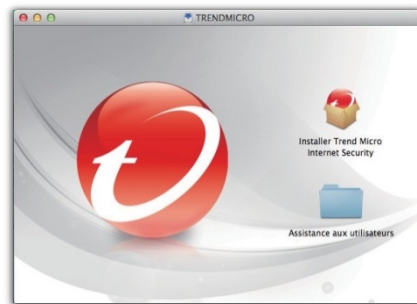 TRENDMICRO
Installer Trend Micro
Internet Security
Assistance aux utilisateurs